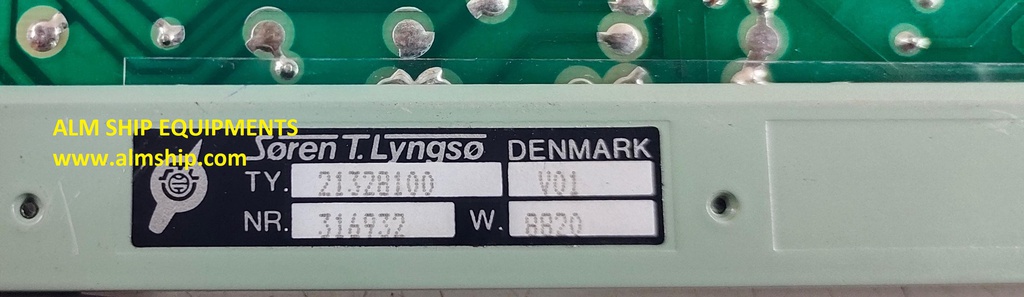 ALM SHIP EQUIPMENTS
www.almship.com
Søren T. Lyngsø DENMARK
TY. 21328100 V01
NR. 316932 W. 8820